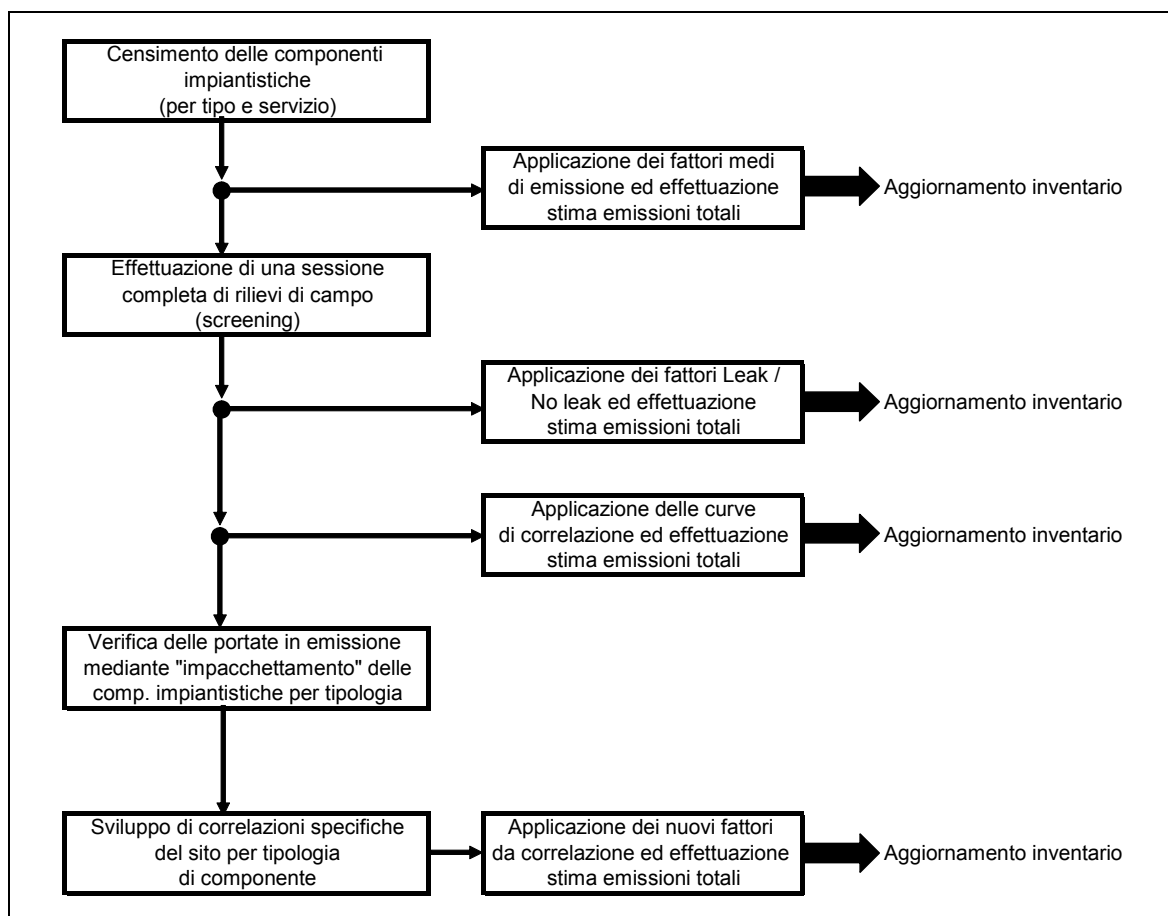 Censimento delle componenti
impiantistiche
(per tipo e servizio)
Applicazione dei fattori medi
di emissione ed effettuazione
stima emissioni totali
Aggiornamento inventario
Effettuazione di una sessione
completa di rilievi di campo
(screening)
Applicazione dei fattori Leak /
No leak ed effettuazione
stima emissioni totali
Aggiornamento inventario
Applicazione delle curve
di correlazione ed effettuazione
stima emissioni totali
Aggiornamento inventario
Verifica delle portate in emissione
mediante "impacchettamento" delle
comp. impiantistiche per tipologia
Sviluppo di correlazioni specifiche
del sito per tipologia
di componente
Applicazione dei nuovi fattori
da correlazione ed effettuazione
stima emissioni totali
Aggiornamento inventario